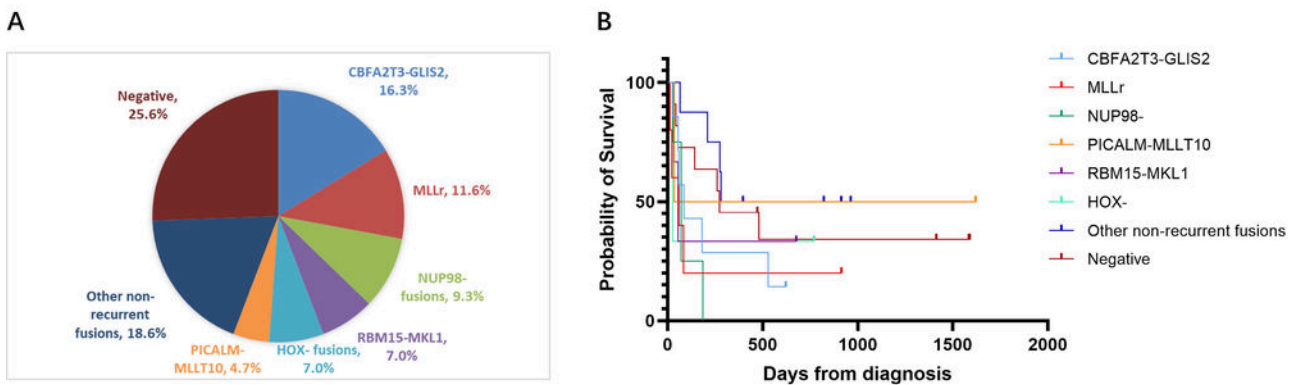 A
CBFA2T3-GLIS2,
16.3%
MLLr, 11.6%
NUP98-
fusions, 9.3%
RBM15-MKL1,
7.0%
HOX- fusions,
7.0%
PICALM-
MLLT10, 4.7%
Other non-
recurrent
fusions, 18.6%
Negative,
25.6%
B
Probability of Survival
100
50
0
0
500
1000
1500
2000
Days from diagnosis
CBFA2T3-GLIS2
MLLr
NUP98-
PICALM-MLLT10
RBM15-MKL1
HOX-
Other non-recurrent fusions
Negative